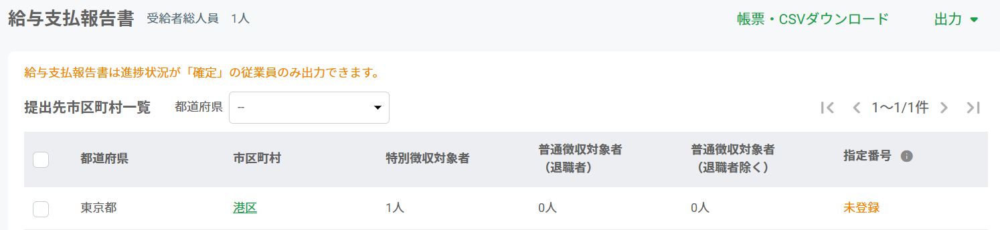 給与支払報告書 受給者総人員 1人 帳票・CSVダウンロード 出力
給与支払報告書は進捗状況が「確定」の従業員のみ出力できます。
提出先市区町村一覧 都道府県 -- 1〜1/1件
都道府県 市区町村 特別徴収対象者 普通徴収対象者 普通徴収対象者 指定番号
（退職者） （退職者除く）
東京都 港区 1人 0人 0人 未登録